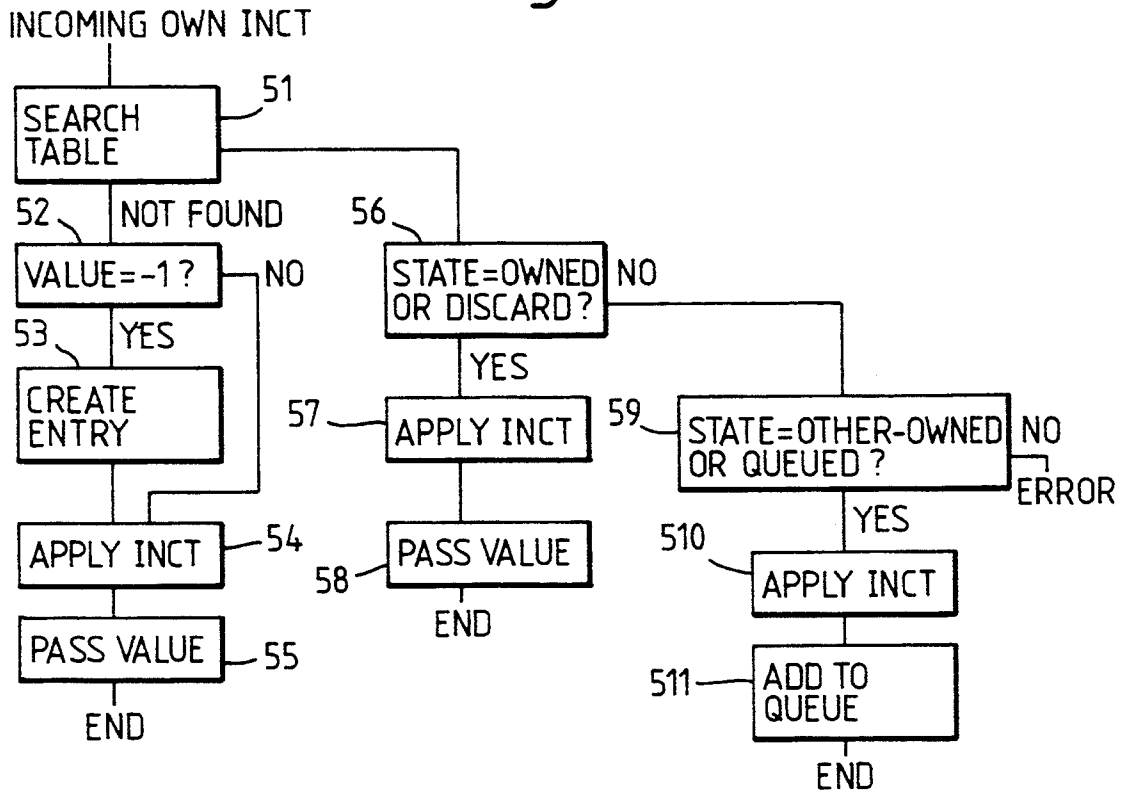 INCOMING OWN INCT
51
SEARCH
TABLE
52
NOT FOUND
VALUE=-1?
NO
53
YES
CREATE
ENTRY
APPLY INCT
54
PASS VALUE
55
END
56
STATE=OWNED
OR DISCARD?
NO
YES
57
APPLY INCT
58
PASS VALUE
END
59
STATE=OTHER-OWNED
OR QUEUED?
NO
ERROR
YES
510
APPLY INCT
511
ADD TO
QUEUE
END